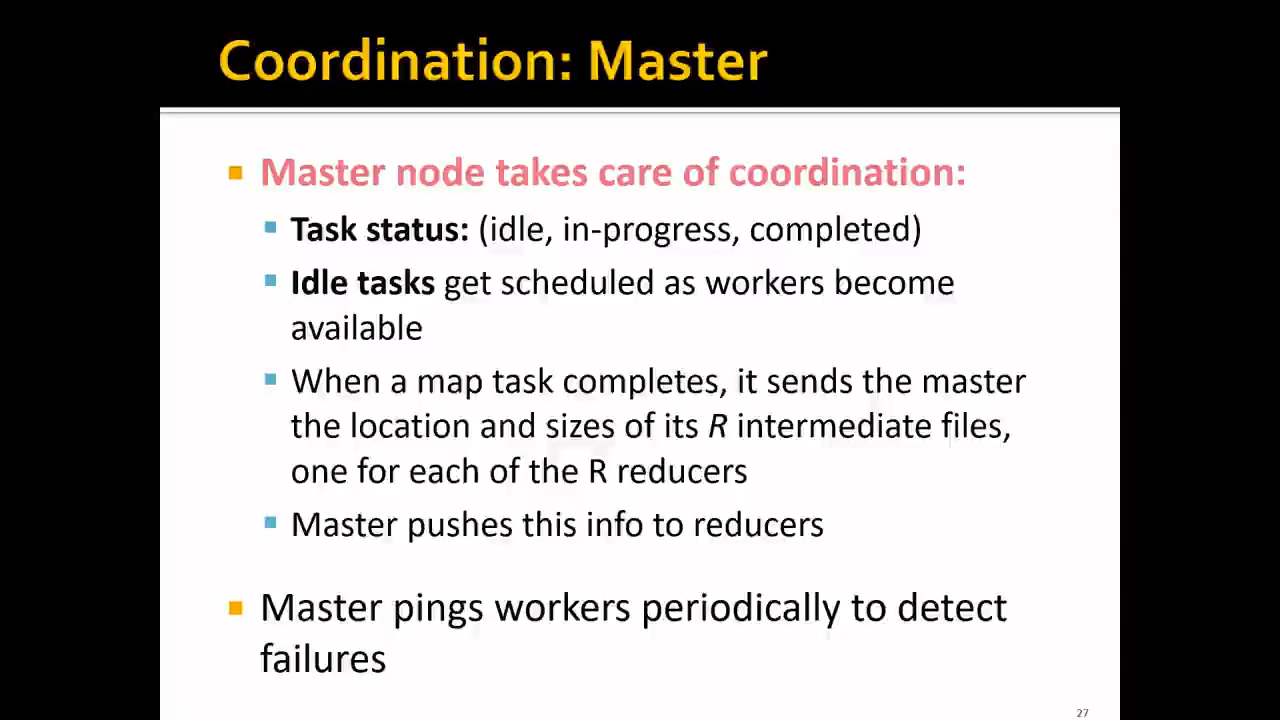 Coordination: Master
Master node takes care of coordination:
Task status: (idle, in-progress, completed)
Idle tasks get scheduled as workers become
available
When a map task completes, it sends the master
the location and sizes of its R intermediate files,
one for each of the R reducers
Master pushes this info to reducers
Master pings workers periodically to detect
failures
27